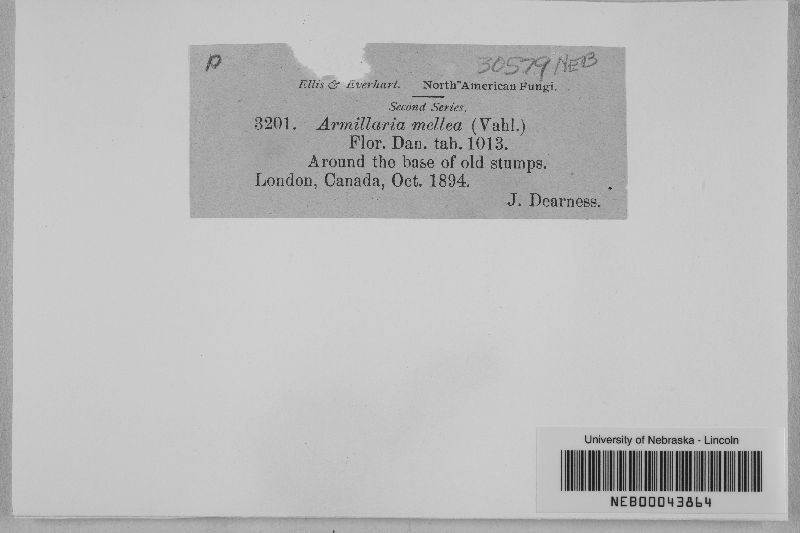 p
30579 NEB
Ellis & Everhart. North American Fungi.
Second Series.
3201. Armillaria mellea (Vahl.)
Flor. Dan. tab. 1013.
Around the base of old stumps.
London, Canada, Oct. 1894.
J. Dearness.
University of Nebraska - Lincoln
NEB00043864